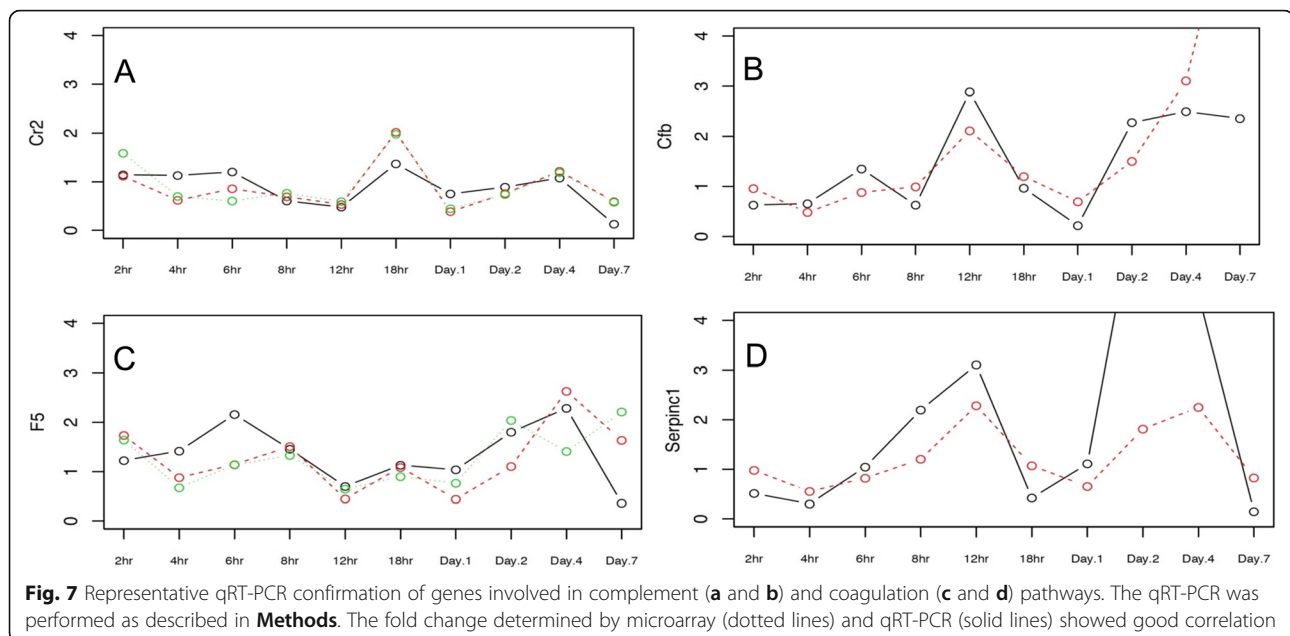 A
Cr2
4
3
2
1
0
2hr 4hr 6hr 8hr 12hr 18hr Day.1 Day.2 Day.4 Day.7
B
Cfb
4
3
2
1
0
2hr 4hr 6hr 8hr 12hr 18hr Day.1 Day.2 Day.4 Day.7
C
F5
4
3
2
1
0
2hr 4hr 6hr 8hr 12hr 18hr Day.1 Day.2 Day.4 Day.7
D
Serpinc1
4
3
2
1
0
2hr 4hr 6hr 8hr 12hr 18hr Day.1 Day.2 Day.4 Day.7
Fig. 7 Representative qRT-PCR confirmation of genes involved in complement (a and b) and coagulation (c and d) pathways. The qRT-PCR was
performed as described in Methods. The fold change determined by microarray (dotted lines) and qRT-PCR (solid lines) showed good correlation